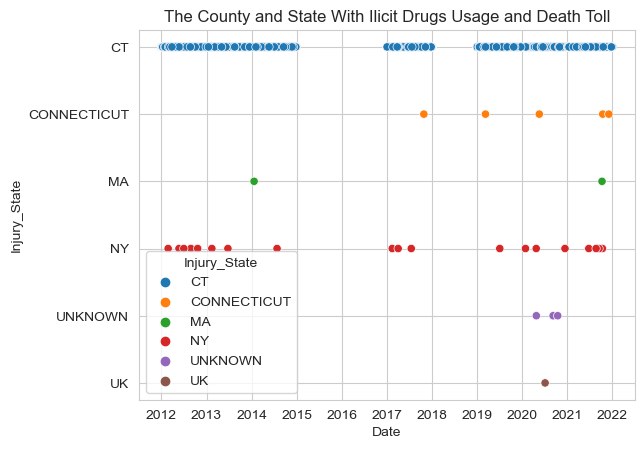 The County and State With Ilicit Drugs Usage and Death Toll
CT
CONNECTICUT
MA
NY
UNKNOWN
UK
Injury_State
Injury_State
CT
CONNECTICUT
MA
NY
UNKNOWN
UK
2012 2013 2014 2015 2016 2017 2018 2019 2020 2021 2022
Date